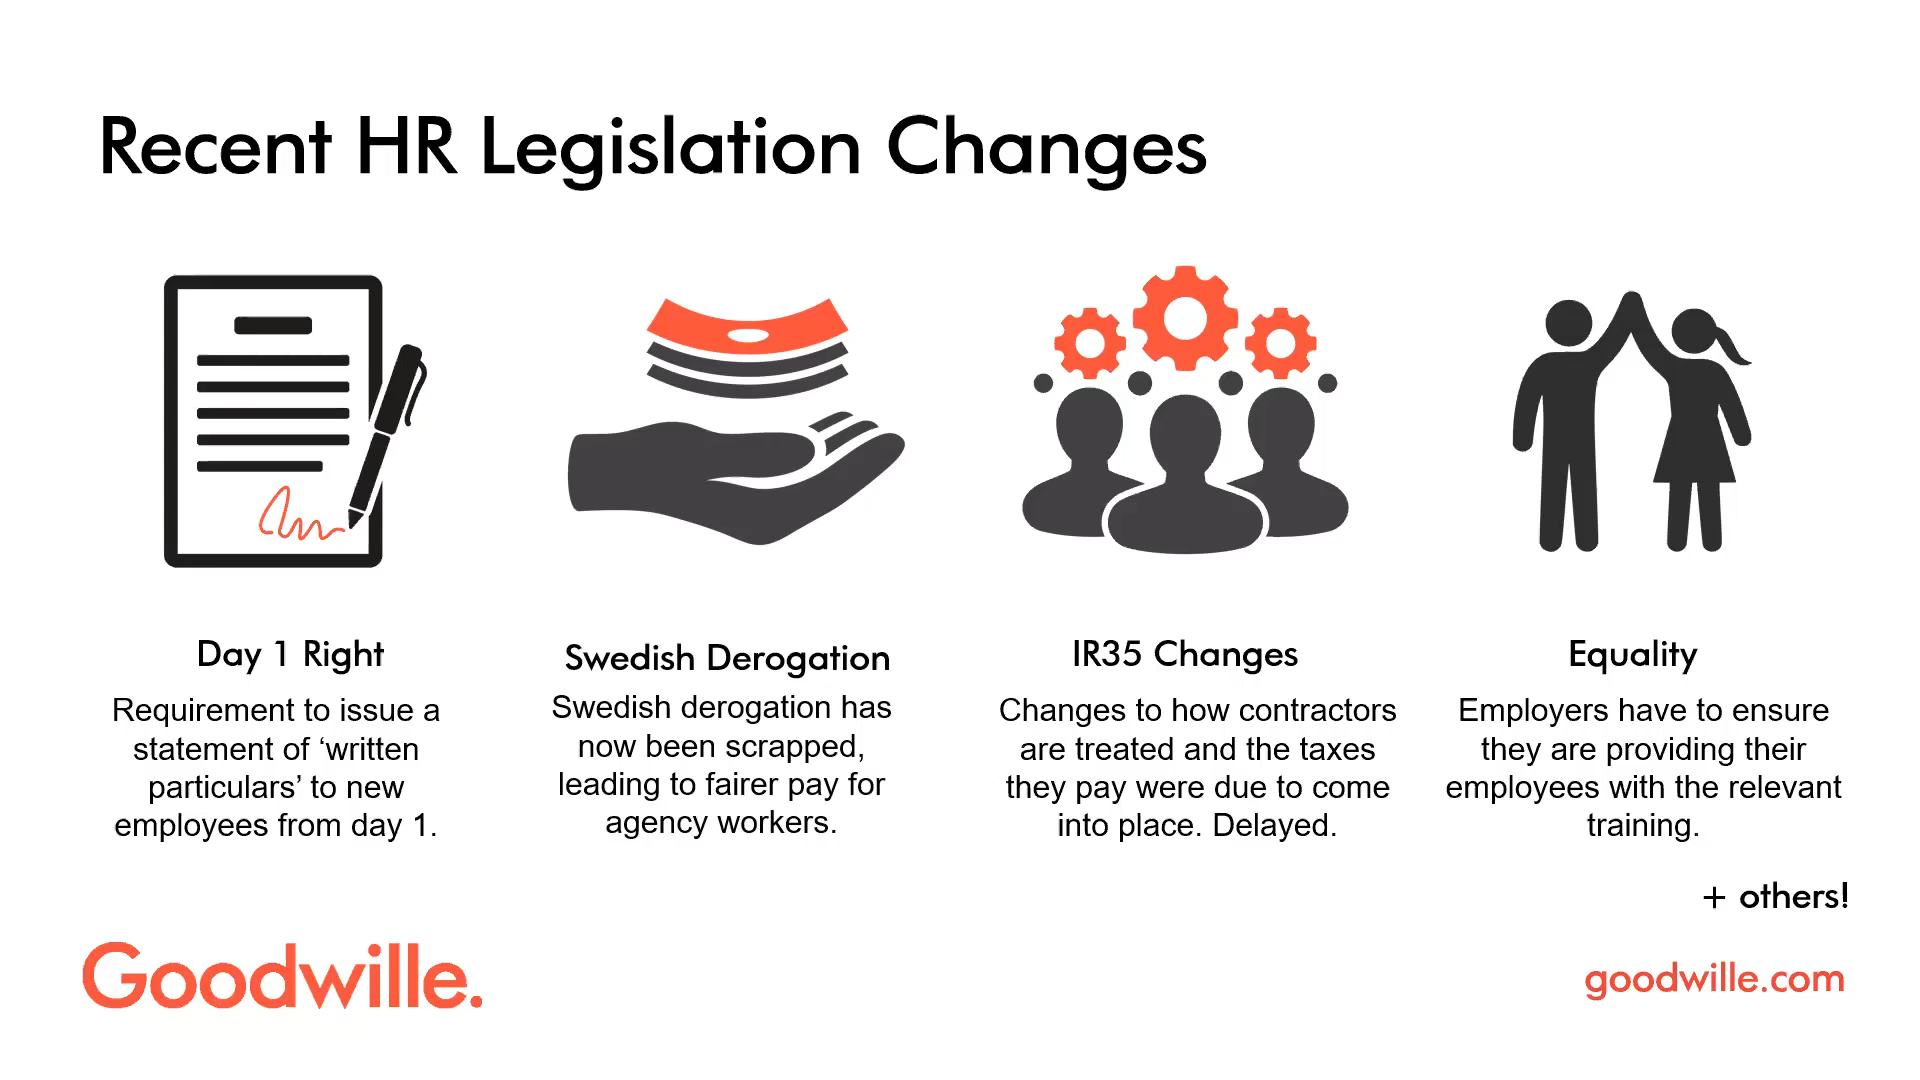 Recent HR Legislation Changes
Day 1 Right
Requirement to issue a
statement of ‘written
particulars’ to new
employees from day 1.
Swedish Derogation
Swedish derogation has
now been scrapped,
leading to fairer pay for
agency workers.
IR35 Changes
Changes to how contractors
are treated and the taxes
they pay were due to come
into place. Delayed.
Equality
Employers have to ensure
they are providing their
employees with the relevant
training.
+ others!
Goodwille.
goodwille.com